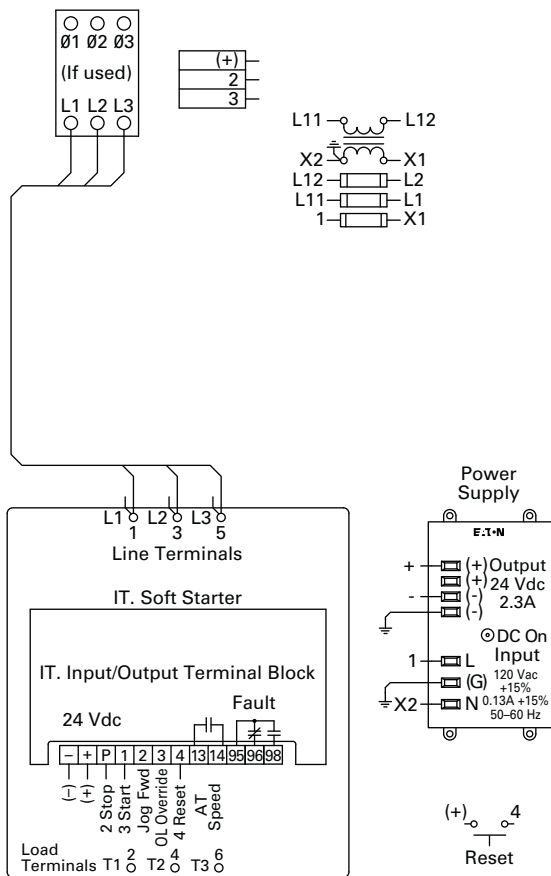 Ø1 Ø2 Ø3
(If used)
L1 L2 L3
(+)
2
3
L11 L12
X2 X1
L12 L2
L11 L1
1 X1
L1 L2 L3
1 3 5
Line Terminals
IT. Soft Starter
IT. Input/Output Terminal Block
Fault
24 Vdc
- + P 1 2 3 4 13 14 95 96 98
(-)
(+)
2 Stop
3 Start
Jog Fwd
OL Override
4 Reset
AT
Speed
Load
Terminals T1 2 T2 4 T3 6
Power
Supply
E.T.N
+ (+) Output
(+) 24 Vdc
- (-) 2.3A
(-)
DC On
Input
1 L
(G) 120 Vac
+15%
X2 N 0.13A +15%
50–60 Hz
(+) 4
Reset